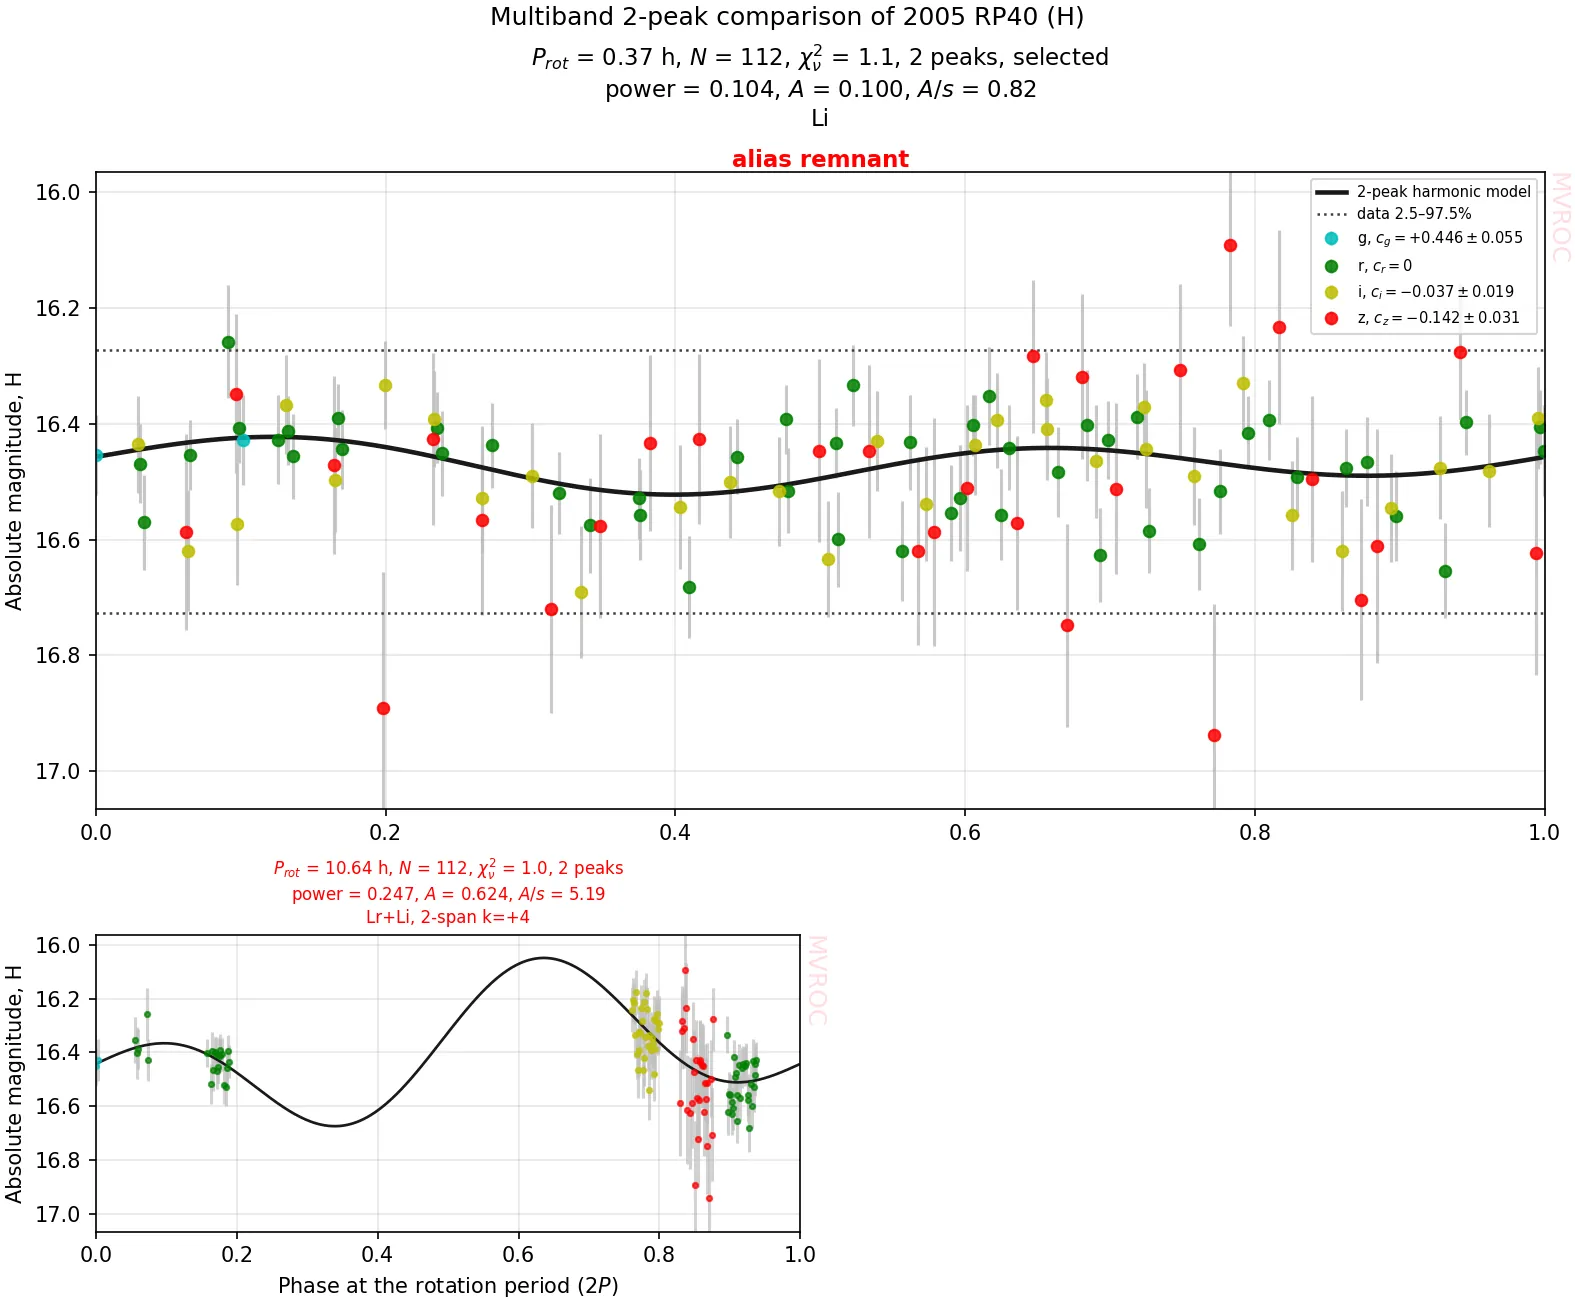 Multiband 2-peak comparison of 2005 RP40 (H)
P_rot = 0.37 h, N = 112, χ²_ν = 1.1, 2 peaks, selected
power = 0.104, A = 0.100, A/s = 0.82
Li
alias remnant
Absolute magnitude, H
16.0
16.2
16.4
16.6
16.8
17.0
2-peak harmonic model
data 2.5–97.5%
g, c_g = +0.446 ± 0.055
r, c_r = 0
i, c_i = −0.037 ± 0.019
z, c_z = −0.142 ± 0.031
MVROC
0.0 0.2 0.4 0.6 0.8 1.0
P_rot = 10.64 h, N = 112, χ²_ν = 1.0, 2 peaks
power = 0.247, A = 0.624, A/s = 5.19
Lr+Li, 2-span k=+4
Absolute magnitude, H
16.0
16.2
16.4
16.6
16.8
17.0
MVROC
0.0 0.2 0.4 0.6 0.8 1.0
Phase at the rotation period (2P)